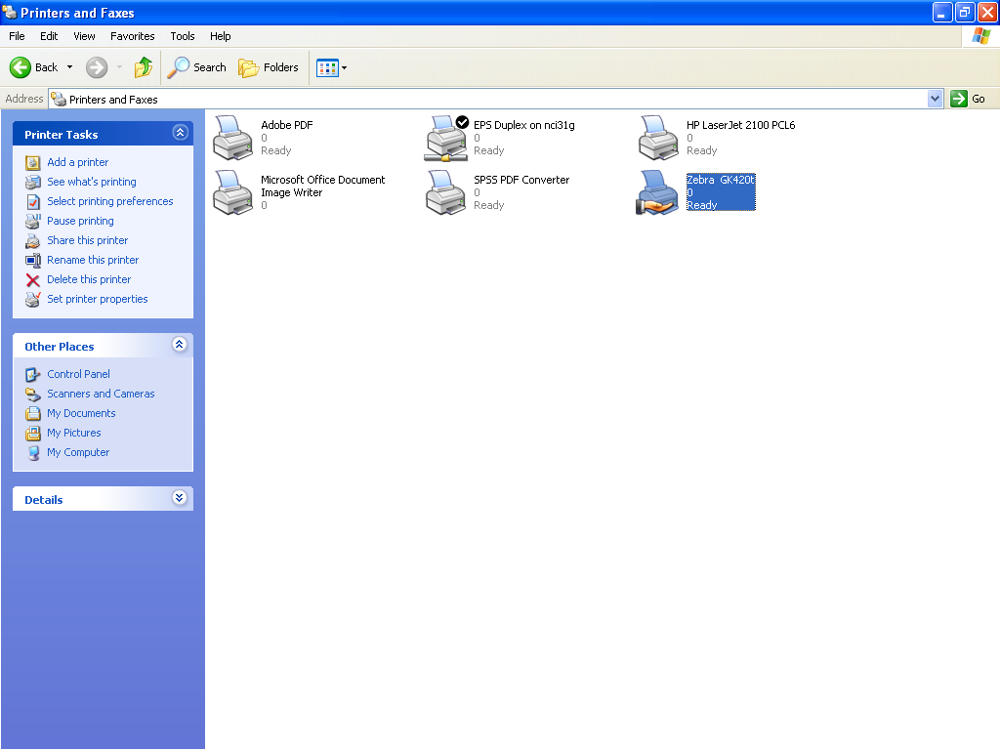 Printers and Faxes
File Edit View Favorites Tools Help
Back Search Folders
Address Printers and Faxes Go
Printer Tasks
Add a printer
See what's printing
Select printing preferences
Pause printing
Share this printer
Rename this printer
Delete this printer
Set printer properties
Other Places
Control Panel
Scanners and Cameras
My Documents
My Pictures
My Computer
Details
Adobe PDF
0
Ready
EPS Duplex on nci31g
0
Ready
HP LaserJet 2100 PCL6
0
Ready
Microsoft Office Document
Image Writer
0
SPSS PDF Converter
0
Ready
Zebra GK420t
0
Ready